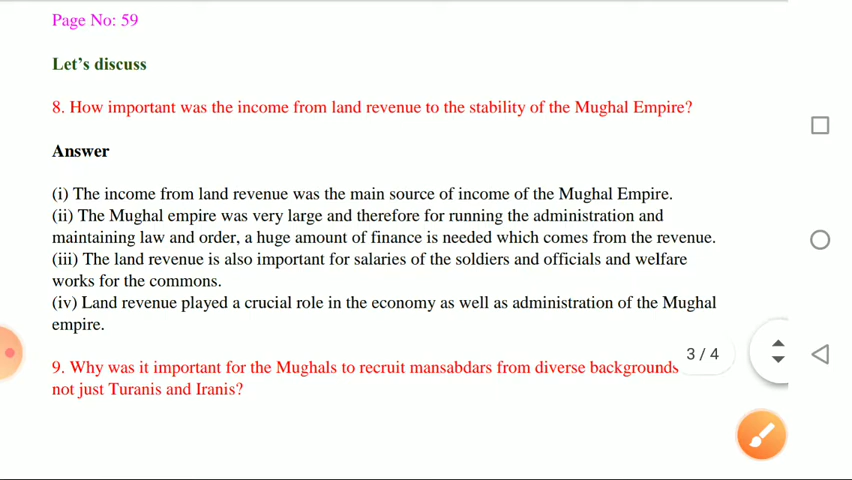 Page No: 59
Let's discuss
8. How important was the income from land revenue to the stability of the Mughal Empire?
Answer
(i) The income from land revenue was the main source of income of the Mughal Empire.
(ii) The Mughal empire was very large and therefore for running the administration and
maintaining law and order, a huge amount of finance is needed which comes from the revenue.
(iii) The land revenue is also important for salaries of the soldiers and officials and welfare
works for the commons.
(iv) Land revenue played a crucial role in the economy as well as administration of the Mughal
empire.
3 / 4
9. Why was it important for the Mughals to recruit mansabdars from diverse backgrounds
not just Turanis and Iranis?